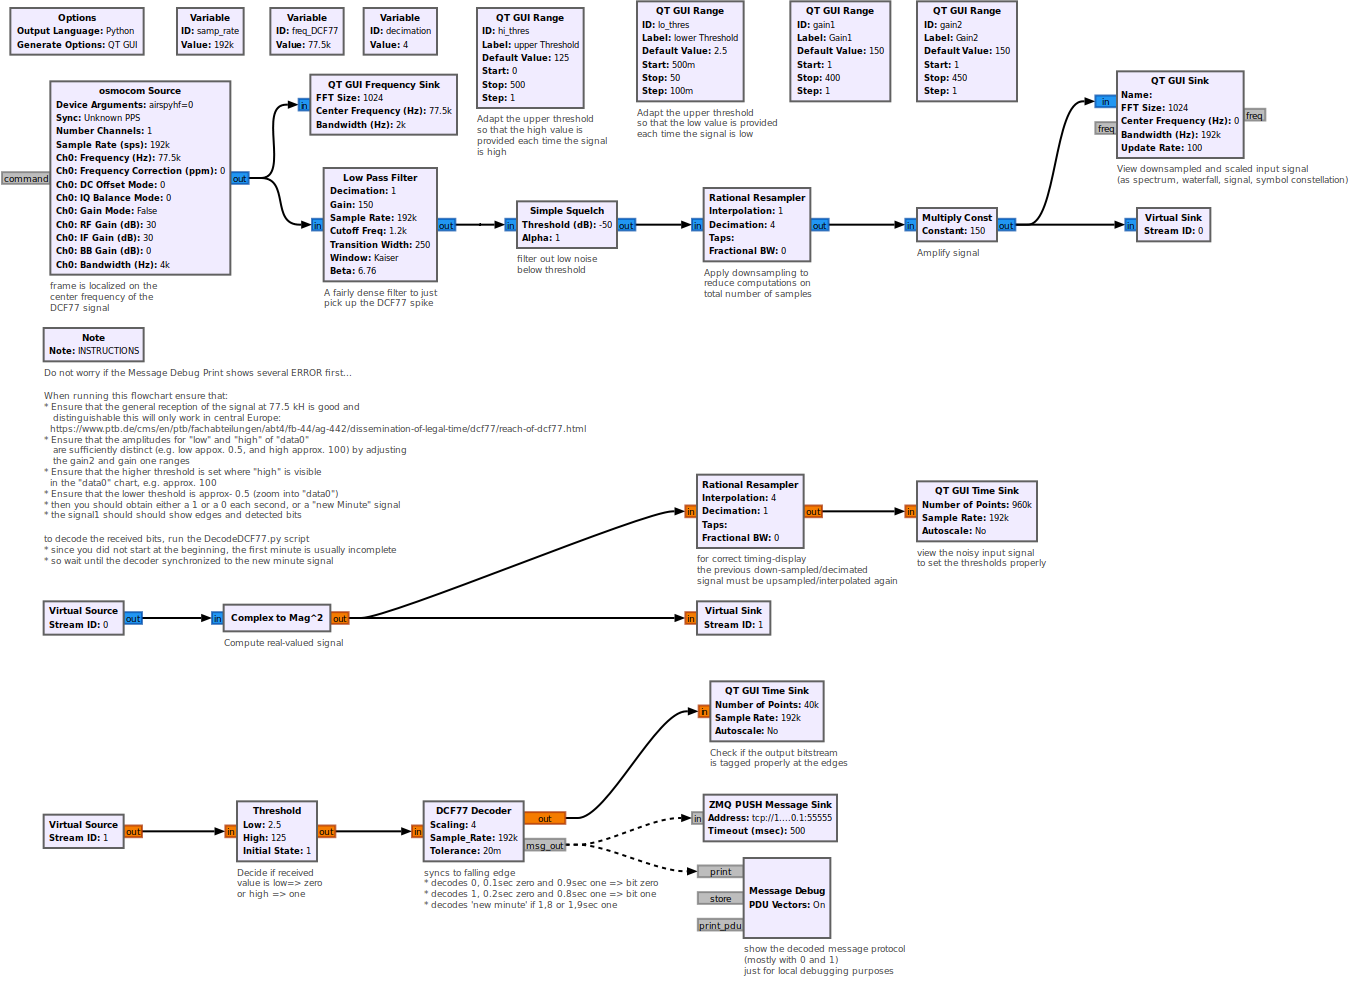 Options
Output Language: Python
Generate Options: QT GUI
Variable
ID: samp_rate
Value: 192k
Variable
ID: freq_DCF77
Value: 77.5k
Variable
ID: decimation
Value: 4
QT GUI Range
ID: hi_thres
Label: upper Threshold
Default Value: 125
Start: 0
Stop: 500
Step: 1
Adapt the upper threshold
so that the high value is
provided each time the signal
is high
QT GUI Range
ID: lo_thres
Label: lower Threshold
Default Value: 2.5
Start: 500m
Stop: 50
Step: 100m
Adapt the upper threshold
so that the low value is provided
each time the signal is low
QT GUI Range
ID: gain1
Label: Gain1
Default Value: 150
Start: 1
Stop: 400
Step: 1
QT GUI Range
ID: gain2
Label: Gain2
Default Value: 150
Start: 1
Stop: 450
Step: 1
osmocom Source
Device Arguments: airspyhf=0
Sync: Unknown PPS
Number Channels: 1
Sample Rate (sps): 192k
Ch0: Frequency (Hz): 77.5k
Ch0: Frequency Correction (ppm): 0
Ch0: DC Offset Mode: 0
Ch0: IQ Balance Mode: 0
Ch0: Gain Mode: False
Ch0: RF Gain (dB): 30
Ch0: IF Gain (dB): 30
Ch0: BB Gain (dB): 0
Ch0: Bandwidth (Hz): 4k
command
out
frame is localized on the
center frequency of the
DCF77 signal
in
QT GUI Frequency Sink
FFT Size: 1024
Center Frequency (Hz): 77.5k
Bandwidth (Hz): 2k
in
Low Pass Filter
Decimation: 1
Gain: 150
Sample Rate: 192k
Cutoff Freq: 1.2k
Transition Width: 250
Window: Kaiser
Beta: 6.76
out
A fairly dense filter to just
pick up the DCF77 spike
in
Simple Squelch
Threshold (dB): -50
Alpha: 1
out
filter out low noise
below threshold
in
Rational Resampler
Interpolation: 1
Decimation: 4
Taps:
Fractional BW: 0
out
Apply downsampling to
reduce computations on
total number of samples
in
Multiply Const
Constant: 150
out
Amplify signal
in
freq
QT GUI Sink
Name:
FFT Size: 1024
Center Frequency (Hz): 0
Bandwidth (Hz): 192k
Update Rate: 100
freq
View downsampled and scaled input signal
(as spectrum, waterfall, signal, symbol constellation)
in
Virtual Sink
Stream ID: 0
Note
Note: INSTRUCTIONS
Do not worry if the Message Debug Print shows several ERROR first...
When running this flowchart ensure that:
* Ensure that the general reception of the signal at 77.5 kH is good and
distinguishable this will only work in central Europe:
https://www.ptb.de/cms/en/ptb/fachabteilungen/abt4/fb-44/ag-442/dissemination-of-legal-time/dcf77/reach-of-dcf77.html
* Ensure that the amplitudes for "low" and "high" of "data0"
are sufficiently distinct (e.g. low appox. 0.5, and high approx. 100) by adjusting
the gain2 and gain one ranges
* Ensure that the higher threshold is set where "high" is visible
in the "data0" chart, e.g. approx. 100
* Ensure that the lower theshold is approx- 0.5 (zoom into "data0")
* then you should obtain either a 1 or a 0 each second, or a "new Minute" signal
* the signal1 should should show edges and detected bits
to decode the received bits, run the DecodeDCF77.py script
* since you did not start at the beginning, the first minute is usually incomplete
* so wait until the decoder synchronized to the new minute signal
in
Rational Resampler
Interpolation: 4
Decimation: 1
Taps:
Fractional BW: 0
out
for correct timing-display
the previous down-sampled/decimated
signal must be upsampled/interpolated again
in
QT GUI Time Sink
Number of Points: 960k
Sample Rate: 192k
Autoscale: No
view the noisy input signal
to set the thresholds properly
Virtual Source
Stream ID: 0
out
in
Complex to Mag^2
out
Compute real-valued signal
in
Virtual Sink
Stream ID: 1
in
QT GUI Time Sink
Number of Points: 40k
Sample Rate: 192k
Autoscale: No
Check if the output bitstream
is tagged properly at the edges
Virtual Source
Stream ID: 1
out
in
Threshold
Low: 2.5
High: 125
Initial State: 1
out
Decide if received
value is low=> zero
or high => one
in
DCF77 Decoder
Scaling: 4
Sample_Rate: 192k
Tolerance: 20m
out
msg_out
syncs to falling edge
* decodes 0, 0.1sec zero and 0.9sec one => bit zero
* decodes 1, 0.2sec zero and 0.8sec one => bit one
* decodes 'new minute' if 1,8 or 1,9sec one
in
ZMQ PUSH Message Sink
Address: tcp://1....0.1:55555
Timeout (msec): 500
print
store
print_pdu
Message Debug
PDU Vectors: On
show the decoded message protocol
(mostly with 0 and 1)
just for local debugging purposes